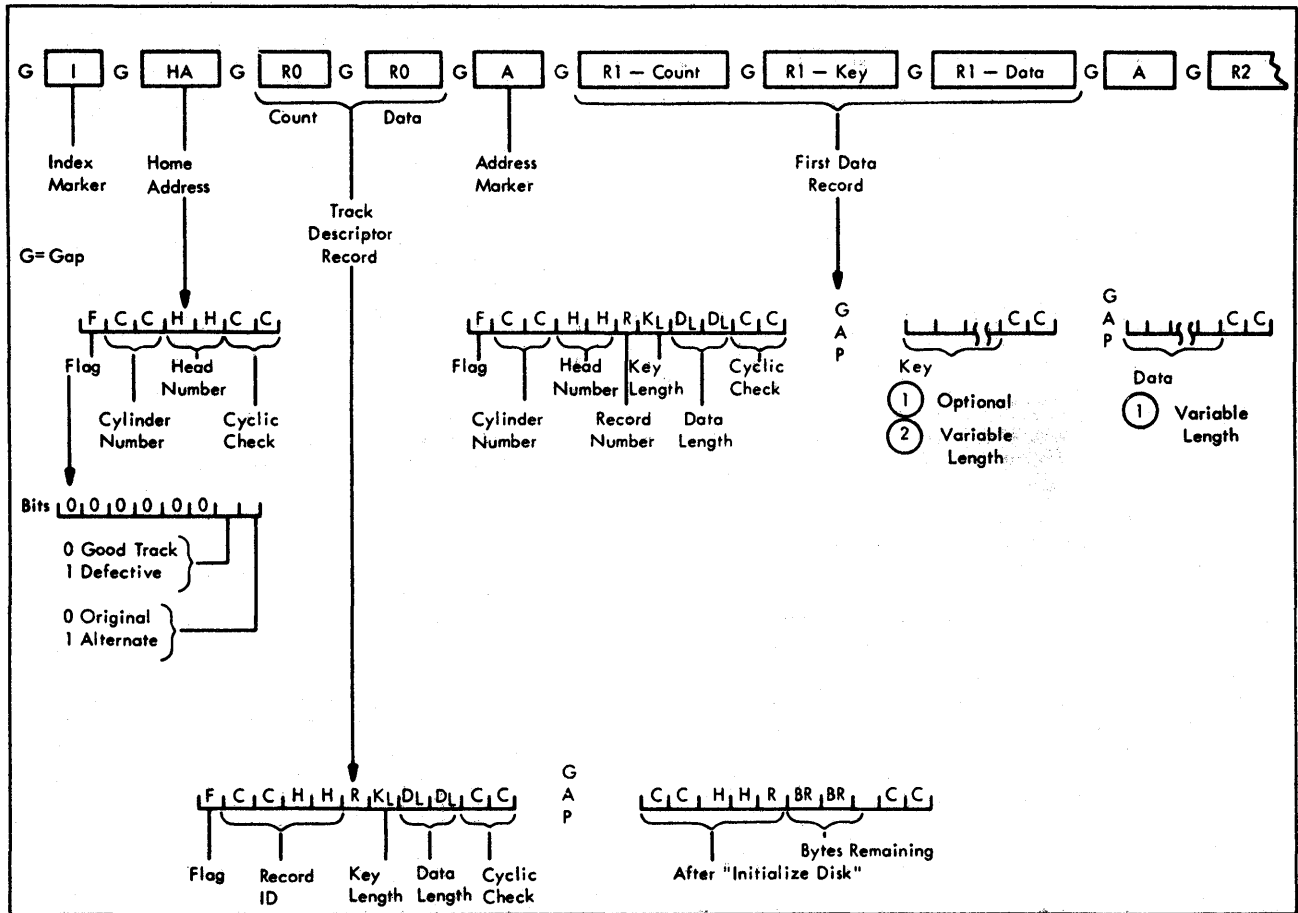 G I G HA G R0 G R0 G A G R1 – Count G R1 – Key G R1 – Data G A G R2
Count Data
Index Marker
Home Address
Address Marker
First Data Record
Track Descriptor Record
G= Gap
F C C H H C C
Flag
Head Number
Cylinder Number
Cyclic Check
F C C H H R KL DL DL C C
Flag
Head Number
Key Length
Cyclic Check
Cylinder Number
Record Number
Data Length
GAP
C C
Key
1 Optional
2 Variable Length
GAP
C C
Data
1 Variable Length
Bits 0 0 0 0 0 0
0 Good Track
1 Defective
0 Original
1 Alternate
F C C H H R KL DL DL C C
Flag
Record ID
Key Length
Data Length
Cyclic Check
GAP
C C H H R BR BR C C
Bytes Remaining
After "Initialize Disk"